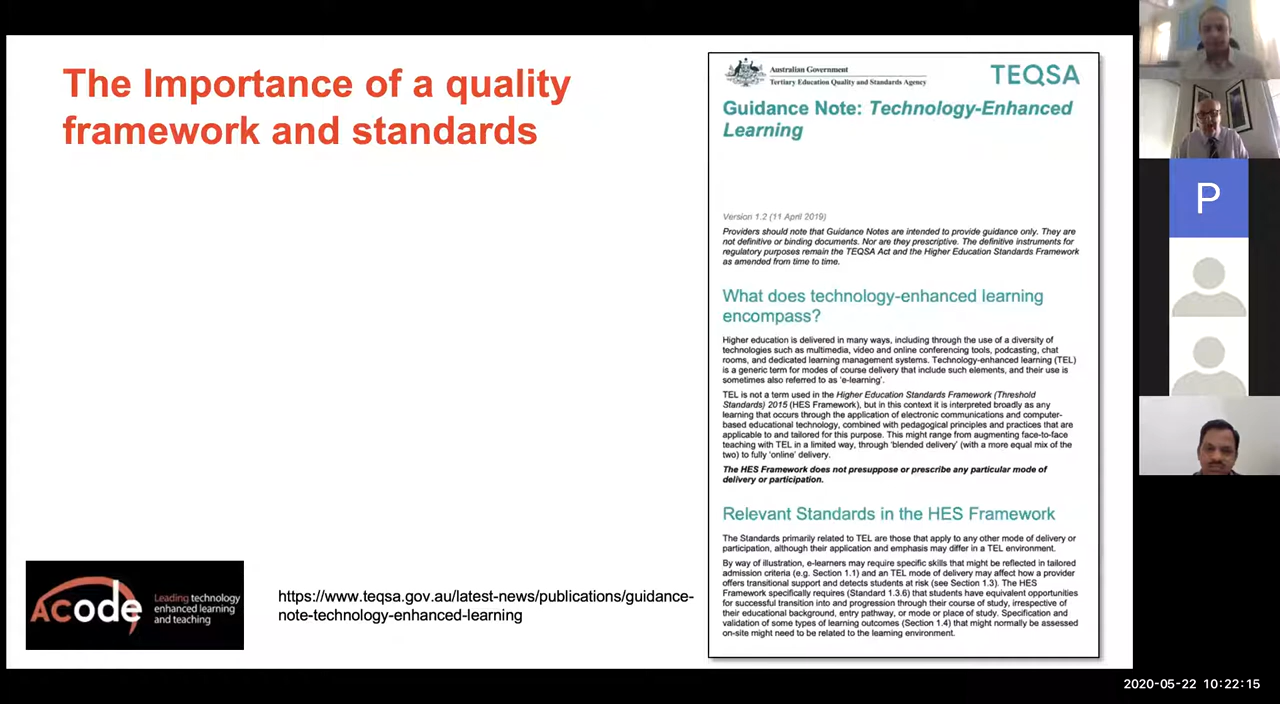 The Importance of a quality
framework and standards
Australian Government
Tertiary Education Quality and Standards Agency
TEQSA
Guidance Note: Technology-Enhanced
Learning
Version 1.2 (11 April 2019)
Providers should note that Guidance Notes are intended to provide guidance only. They are
not definitive or binding documents. Nor are they prescriptive. The definitive instruments for
regulatory purposes remain the TEQSA Act and the Higher Education Standards Framework
as amended from time to time.
What does technology-enhanced learning
encompass?
Higher education is delivered in many ways, including through the use of a diversity of
technologies such as multimedia, video and online conferencing tools, podcasting, chat
rooms, and dedicated learning management systems. Technology-enhanced learning (TEL)
is a generic term for modes of course delivery that include such elements, and their use is
sometimes also referred to as ‘e-learning’.
TEL is not a term used in the Higher Education Standards Framework (Threshold
Standards) 2015 (HES Framework), but in this context it is interpreted broadly as any
learning that occurs through the application of electronic communications and computer-
based educational technology, combined with pedagogical principles and practices that are
applicable to and tailored for this purpose. This might range from augmenting face-to-face
teaching with TEL in a limited way, through ‘blended delivery’ (with a more equal mix of the
two) to fully ‘online’ delivery.
The HES Framework does not presuppose or prescribe any particular mode of
delivery or participation.
Relevant Standards in the HES Framework
The Standards primarily related to TEL are those that apply to any other mode of delivery or
participation, although their application and emphasis may differ in a TEL environment.
By way of illustration, e-learners may require specific skills that might be reflected in tailored
admission criteria (e.g. Section 1.1) and an TEL mode of delivery may affect how a provider
offers transitional support and detects students at risk (see Section 1.3). The HES
Framework specifically requires (Standard 1.3.6) that students have equivalent opportunities
for successful transition into and progression through their course of study, irrespective of
their educational background, entry pathway, or mode or place of study. Specification and
validation of some types of learning outcomes (Section 1.4) that might normally be assessed
on-site might need to be related to the learning environment.
ACode
Leading technology
enhanced learning
and teaching
https://www.teqsa.gov.au/latest-news/publications/guidance-
note-technology-enhanced-learning
P
2020-05-22 10:22:15